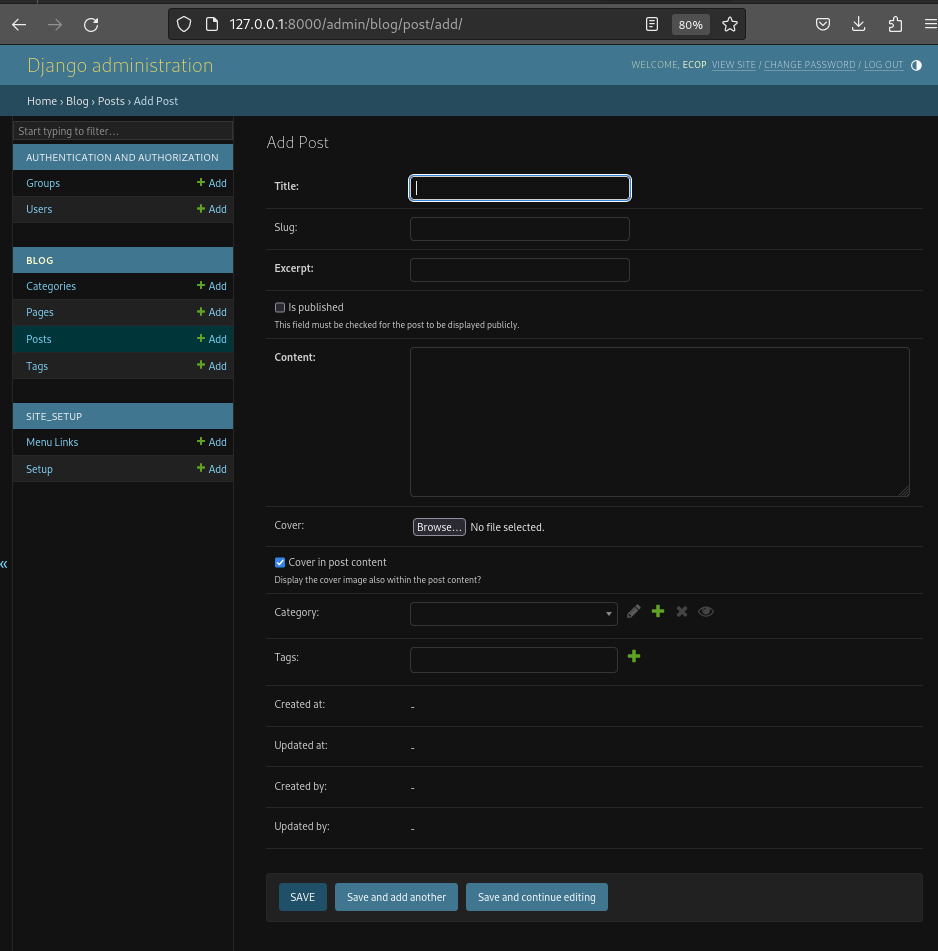 127.0.0.1:8000/admin/blog/post/add/
80%
Django administration
WELCOME, ECOP VIEW SITE / CHANGE PASSWORD / LOG OUT
Home › Blog › Posts › Add Post
Start typing to filter…
AUTHENTICATION AND AUTHORIZATION
Groups + Add
Users + Add
BLOG
Categories + Add
Pages + Add
Posts + Add
Tags + Add
SITE_SETUP
Menu Links + Add
Setup + Add
«
Add Post
Title:
Slug:
Excerpt:
Is published
This field must be checked for the post to be displayed publicly.
Content:
Cover: Browse… No file selected.
Cover in post content
Display the cover image also within the post content?
Category:
Tags:
Created at: -
Updated at: -
Created by: -
Updated by: -
SAVE Save and add another Save and continue editing